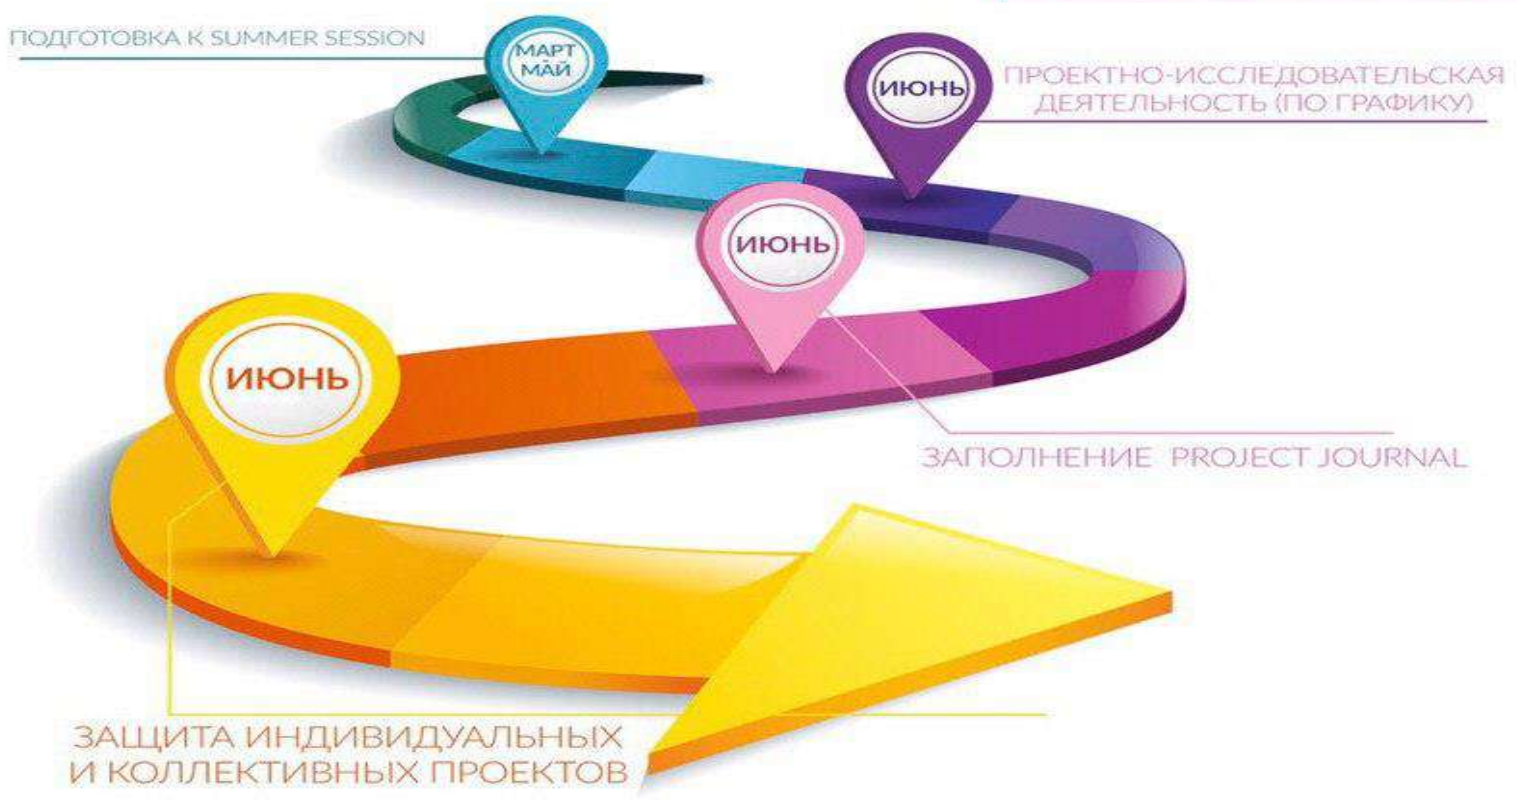 ПОДГОТОВКА К SUMMER SESSION
МАРТ
-
МАЙ
ИЮНЬ
ПРОЕКТНО-ИССЛЕДОВАТЕЛЬСКАЯ
ДЕЯТЕЛЬНОСТЬ (ПО ГРАФИКУ)
ИЮНЬ
ЗАПОЛНЕНИЕ PROJECT JOURNAL
ИЮНЬ
ЗАЩИТА ИНДИВИДУАЛЬНЫХ
И КОЛЛЕКТИВНЫХ ПРОЕКТОВ